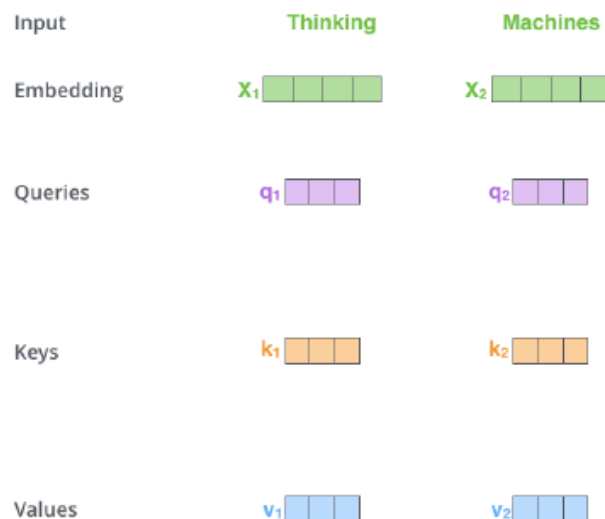 Input Thinking Machines
Embedding X₁ X₂
Queries q₁ q₂
Keys k₁ k₂
Values v₁ v₂